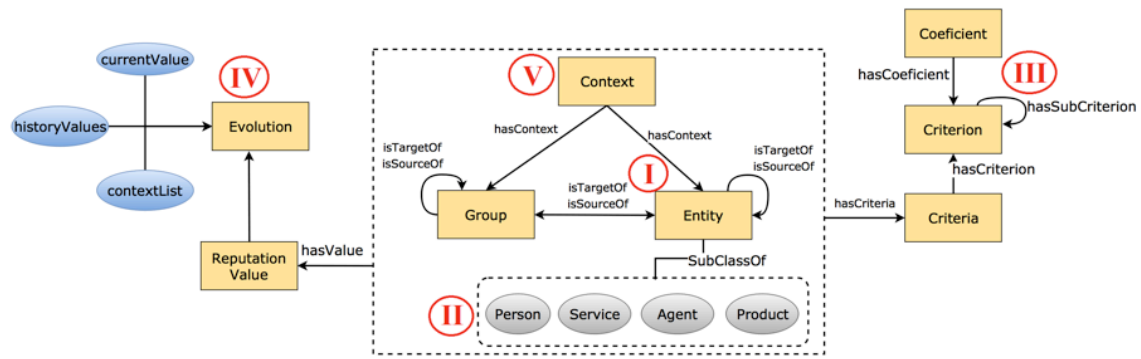 currentValue
IV
historyValues
Evolution
contextList
Reputation
Value
hasValue
V
Context
hasContext
hasContext
isTargetOf
isSourceOf
isTargetOf
isSourceOf
I
isTargetOf
isSourceOf
Group
Entity
SubClassOf
II
Person
Service
Agent
Product
hasCriteria
Coeficient
hasCoeficient
III
hasSubCriterion
Criterion
hasCriterion
Criteria